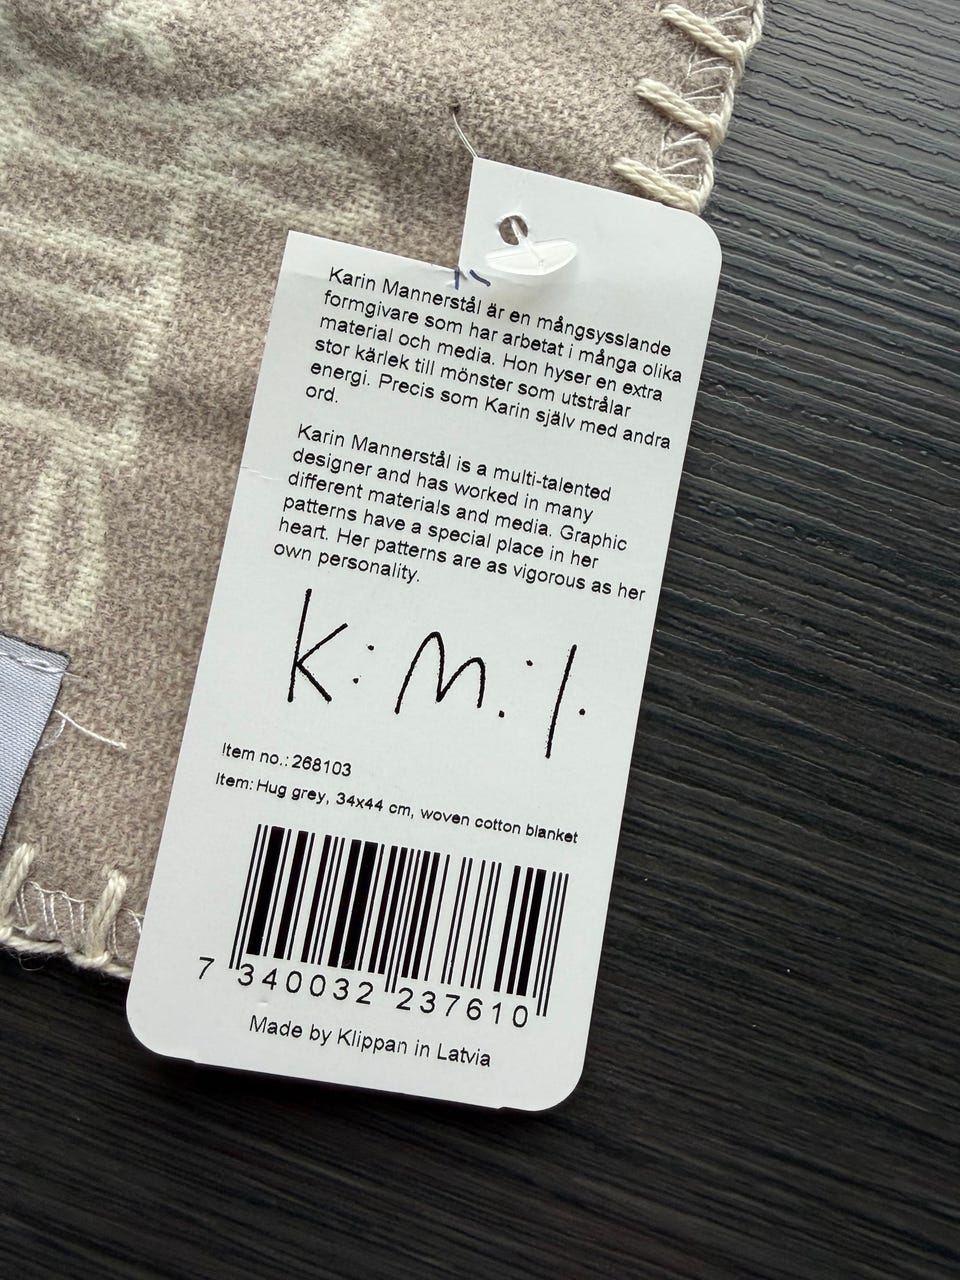 Karin Mannerstål är en mångsysslande
formgivare som har arbetat i många olika
material och media. Hon hyser en extra
stor kärlek till mönster som utstrålar
energi. Precis som Karin själv med andra
ord.
Karin Mannerstål is a multi-talented
designer and has worked in many
different materials and media. Graphic
patterns have a special place in her
heart. Her patterns are as vigorous as her
own personality.
K:M:l.
Item no.: 268103
Item: Hug grey, 34x44 cm, woven cotton blanket
7 340032 237610
Made by Klippan in Latvia